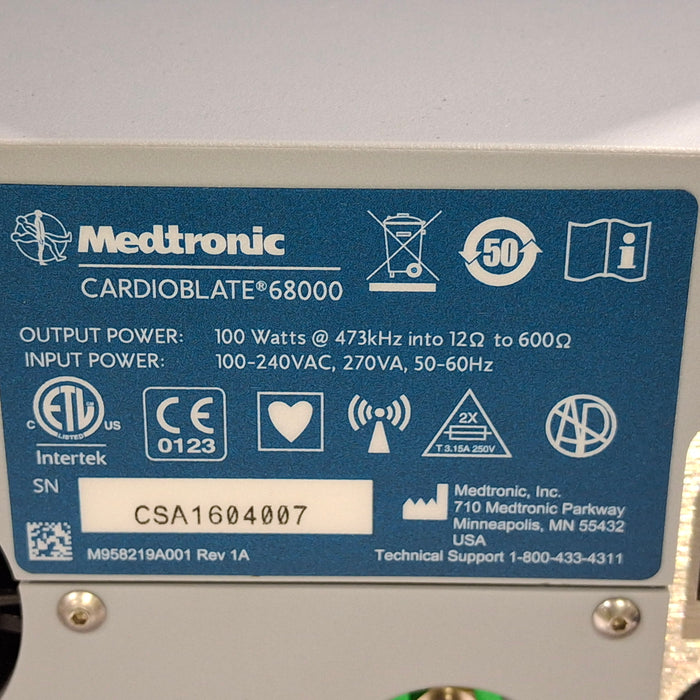 Medtronic
CARDIOBLATE®68000
50
i
OUTPUT POWER: 100 Watts @ 473kHz into 12Ω to 600Ω
INPUT POWER: 100-240VAC, 270VA, 50-60Hz
ETL
LISTED
C US
Intertek
CE
0123
2X
T 3.15A 250V
SN
CSA1604007
Medtronic, Inc.
710 Medtronic Parkway
Minneapolis, MN 55432
USA
M958219A001 Rev 1A
Technical Support 1-800-433-4311